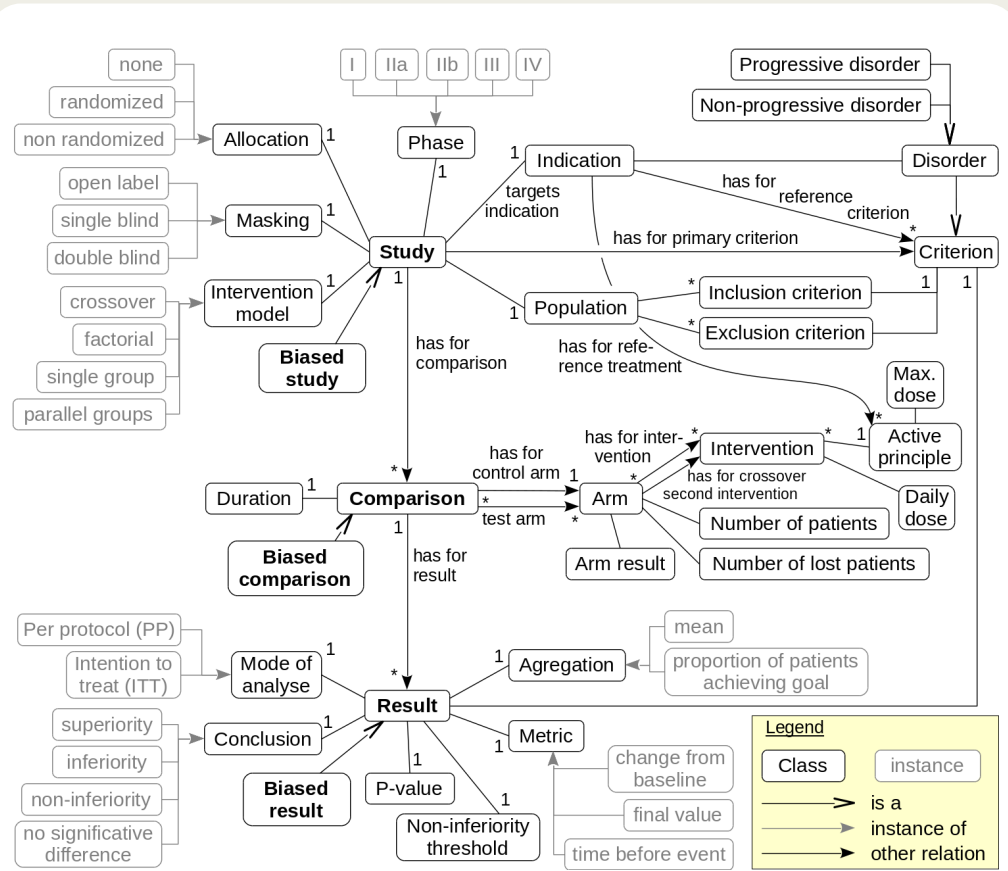 none
randomized
non randomized
Allocation
1
I
IIa
IIb
III
IV
Phase
1
Progressive disorder
Non-progressive disorder
Disorder
1
Indication
targets
indication
has for
reference
criterion
*
open label
single blind
double blind
Masking
1
Study
has for primary criterion
Criterion
1
1
crossover
factorial
single group
parallel groups
Intervention
model
1
1
Biased
study
has for
comparison
1
Population
*
Inclusion criterion
*
Exclusion criterion
has for refe-
rence treatment
Max.
dose
*
1
Active
principle
Duration
1
*
Comparison
1
has for
control arm
1
*
test arm
*
Arm
has for inter-
vention
*
*
Intervention
*
has for crossover
second intervention
Daily
dose
Number of patients
Arm result
Number of lost patients
Biased
comparison
has for
result
Per protocol (PP)
Intention to
treat (ITT)
Mode of
analyse
1
*
Result
1
Agregation
mean
proportion of patients
achieving goal
superiority
inferiority
non-inferiority
no significative
difference
Conclusion
1
Biased
result
1
P-value
1
Non-inferiority
threshold
1
Metric
change from
baseline
final value
time before event
Legend
Class
instance
is a
instance of
other relation